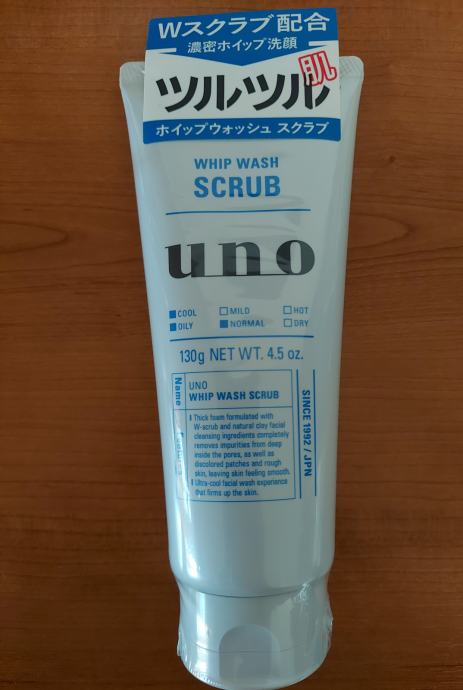 Wスクラブ配合
濃密ホイップ洗顔
ツルツル肌
ホイップウォッシュ スクラブ
WHIP WASH
SCRUB
uno
COOL MILD HOT
OILY NORMAL DRY
130g NET WT. 4.5 oz.
Name
UNO
WHIP WASH SCRUB
Thick foam formulated with
W-scrub and natural clay facial
cleansing ingredients completely
removes impurities from deep
inside the pores, as well as
discolored patches and rough
skin, leaving skin feeling smooth.
Ultra-cool facial wash experience
that firms up the skin.
SINCE 1992 / JPN